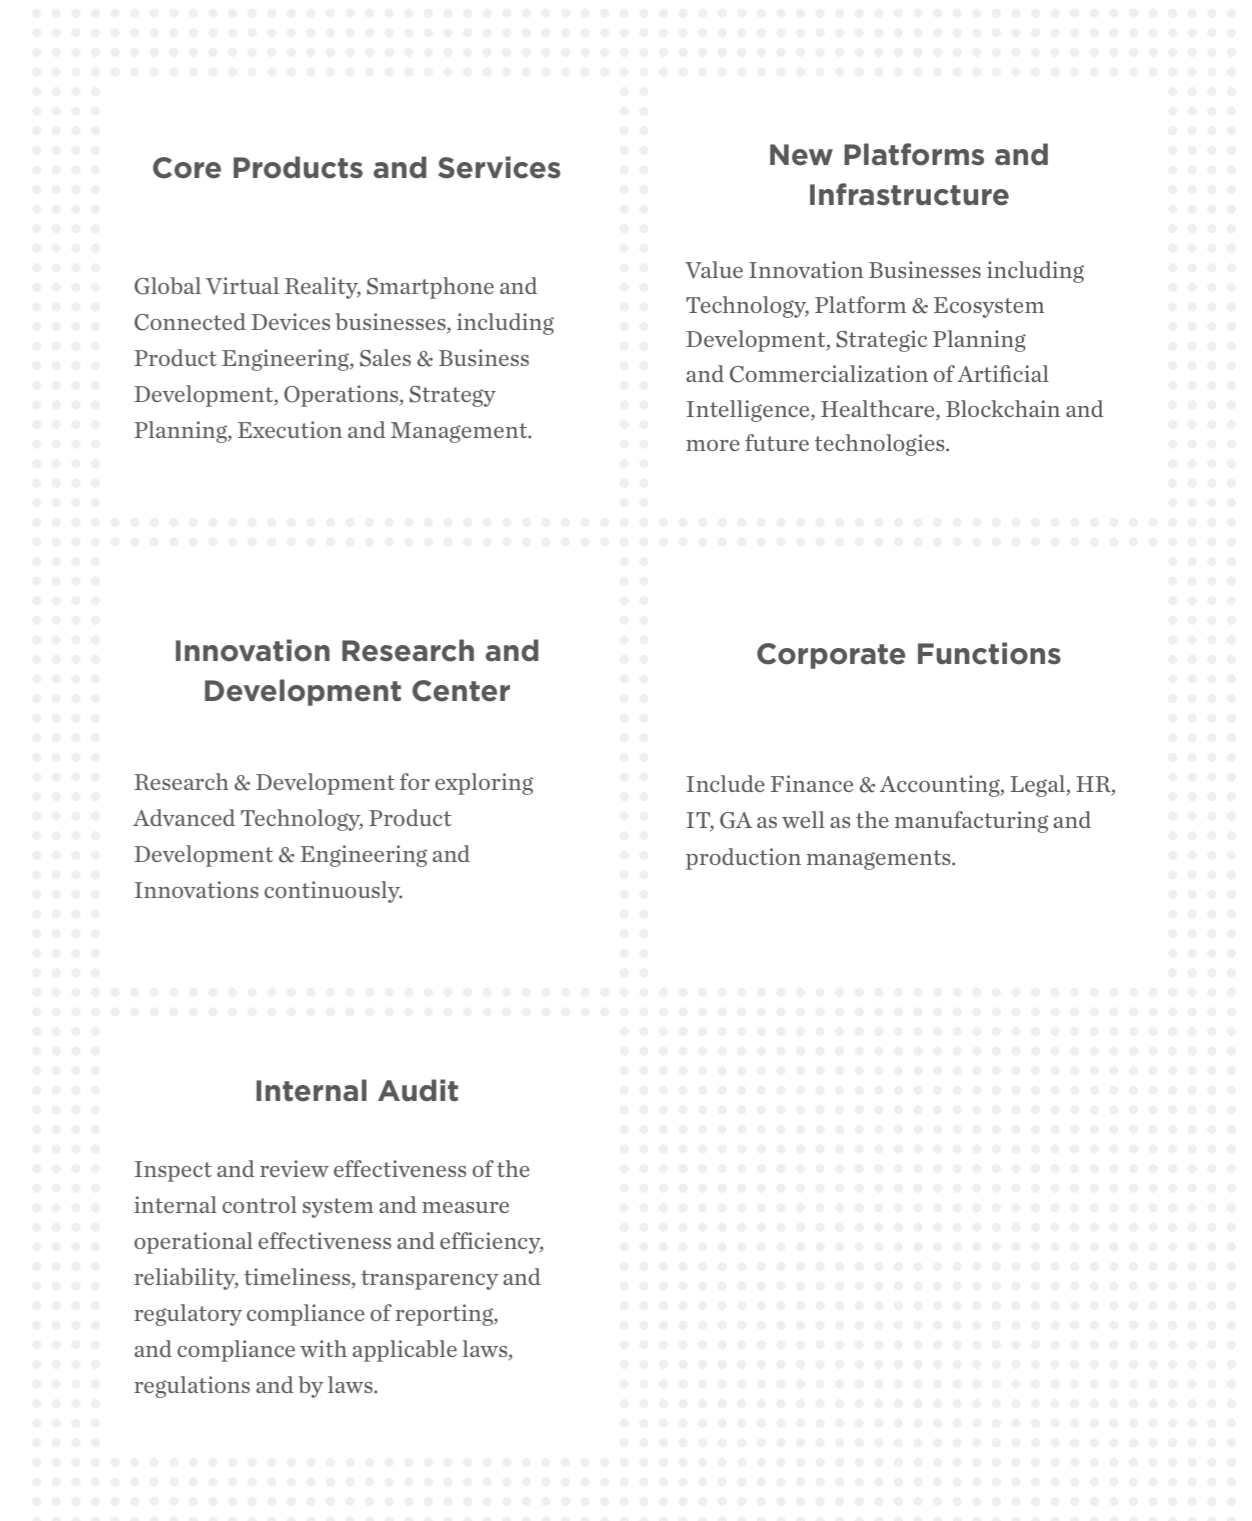 Core Products and Services
Global Virtual Reality, Smartphone and
Connected Devices businesses, including
Product Engineering, Sales & Business
Development, Operations, Strategy
Planning, Execution and Management.
New Platforms and
Infrastructure
Value Innovation Businesses including
Technology, Platform & Ecosystem
Development, Strategic Planning
and Commercialization of Artificial
Intelligence, Healthcare, Blockchain and
more future technologies.
Innovation Research and
Development Center
Research & Development for exploring
Advanced Technology, Product
Development & Engineering and
Innovations continuously.
Corporate Functions
Include Finance & Accounting, Legal, HR,
IT, GA as well as the manufacturing and
production managements.
Internal Audit
Inspect and review effectiveness of the
internal control system and measure
operational effectiveness and efficiency,
reliability, timeliness, transparency and
regulatory compliance of reporting,
and compliance with applicable laws,
regulations and by laws.